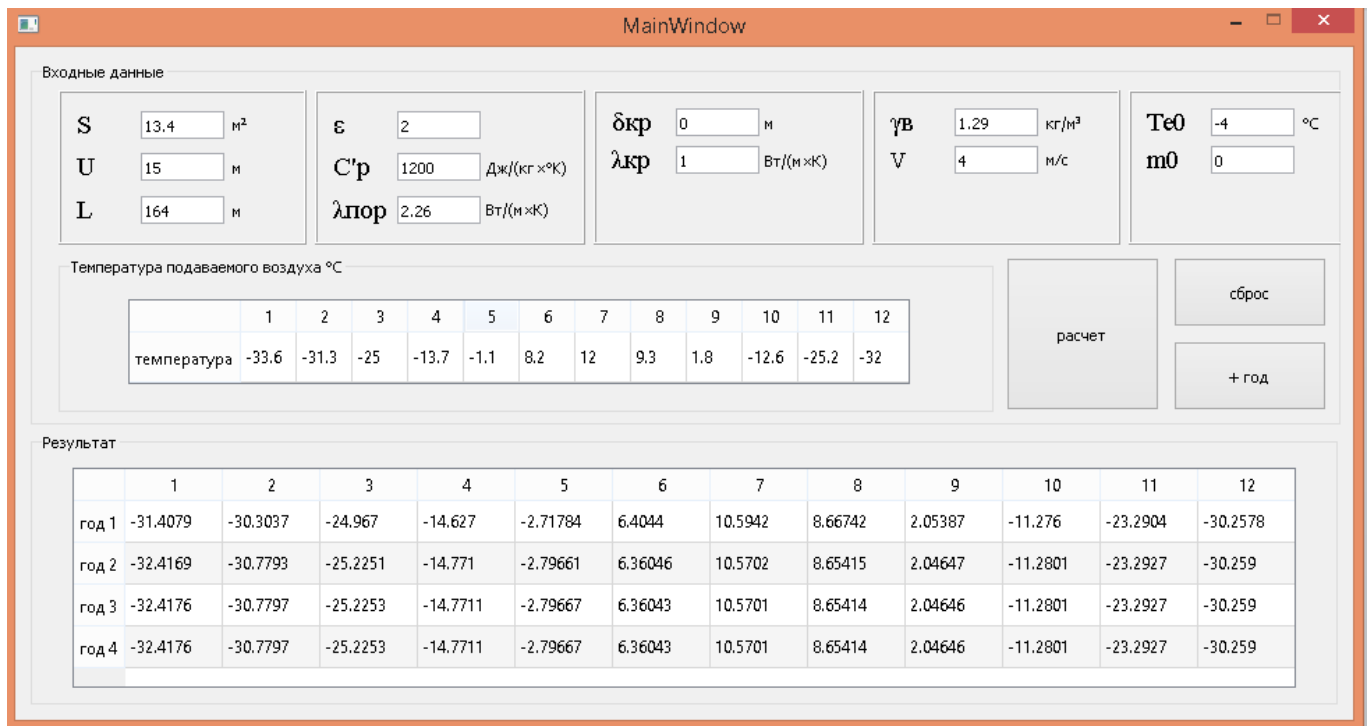 MainWindow
Входные данные
S 13.4 м²
U 15 м
L 164 м
ε 2
C'p 1200 Дж/(кг×°К)
λпор 2.26 Вт/(м×К)
δкр 0 м
λкр 1 Вт/(м×К)
γв 1.29 кг/м³
V 4 м/с
Te0 -4 °C
m0 0
Температура подаваемого воздуха °C
1 2 3 4 5 6 7 8 9 10 11 12
температура -33.6 -31.3 -25 -13.7 -1.1 8.2 12 9.3 1.8 -12.6 -25.2 -32
расчет
сброс
+ год
Результат
1 2 3 4 5 6 7 8 9 10 11 12
год 1 -31.4079 -30.3037 -24.967 -14.627 -2.71784 6.4044 10.5942 8.66742 2.05387 -11.276 -23.2904 -30.2578
год 2 -32.4169 -30.7793 -25.2251 -14.771 -2.79661 6.36046 10.5702 8.65415 2.04647 -11.2801 -23.2927 -30.259
год 3 -32.4176 -30.7797 -25.2253 -14.7711 -2.79667 6.36043 10.5701 8.65414 2.04646 -11.2801 -23.2927 -30.259
год 4 -32.4176 -30.7797 -25.2253 -14.7711 -2.79667 6.36043 10.5701 8.65414 2.04646 -11.2801 -23.2927 -30.259